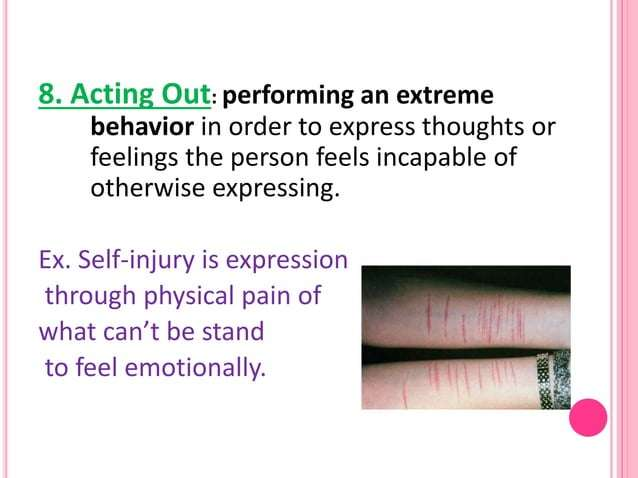 8. Acting Out: performing an extreme
behavior in order to express thoughts or
feelings the person feels incapable of
otherwise expressing.
Ex. Self-injury is expression
through physical pain of
what can’t be stand
to feel emotionally.